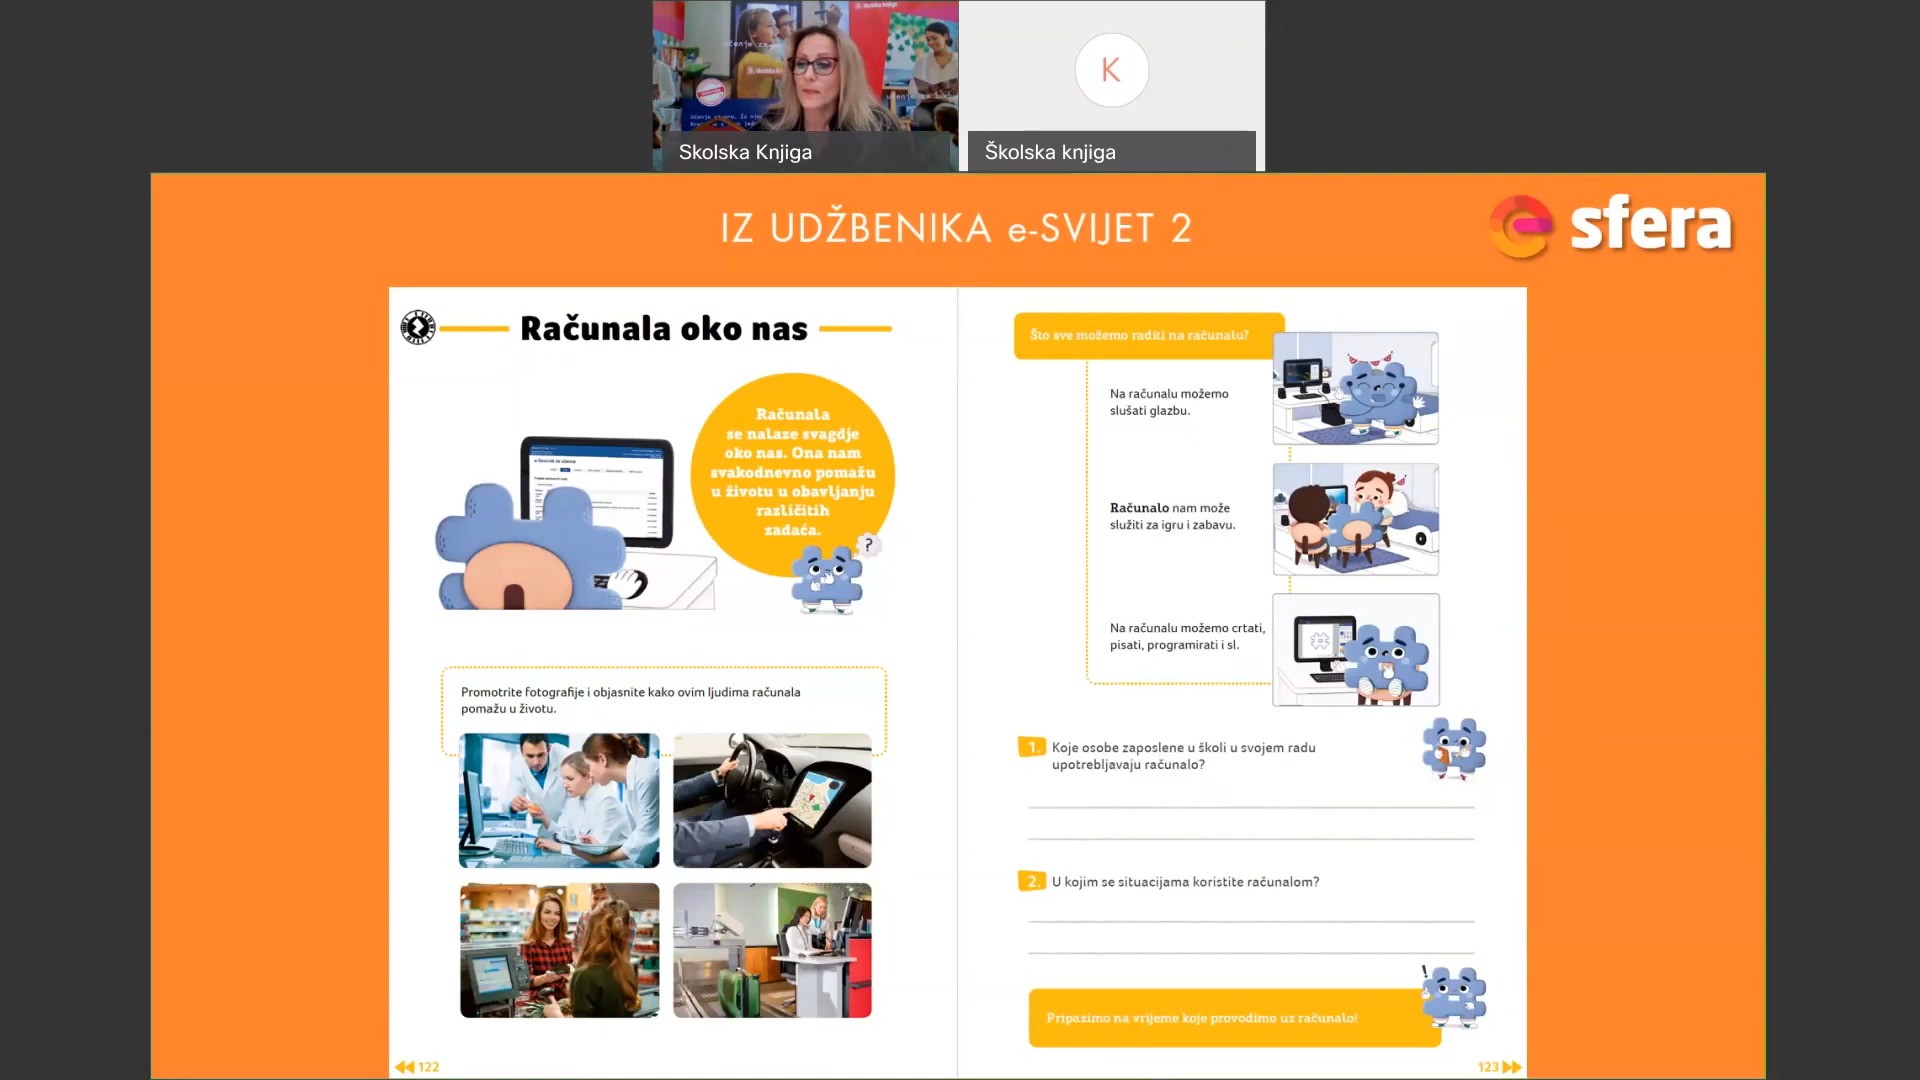 učenje za
školska knjiga
K
Skolska Knjiga
Školska knjiga
IZ UDŽBENIKA e-SVIJET 2
sfera
Računala oko nas
Računala
se nalaze svagdje
oko nas. Ona nam
svakodnevno pomažu
u životu u obavljanju
različitih
zadaća.
?
Promotrite fotografije i objasnite kako ovim ljudima računala
pomažu u životu.
122
Što sve možemo raditi na računalu?
Na računalu možemo
slušati glazbu.
Računalo nam može
služiti za igru i zabavu.
Na računalu možemo crtati,
pisati, programirati i sl.
1. Koje osobe zaposlene u školi u svojem radu
upotrebljavaju računalo?
2. U kojim se situacijama koristite računalom?
Pripazimo na vrijeme koje provodimo uz računalo!
123